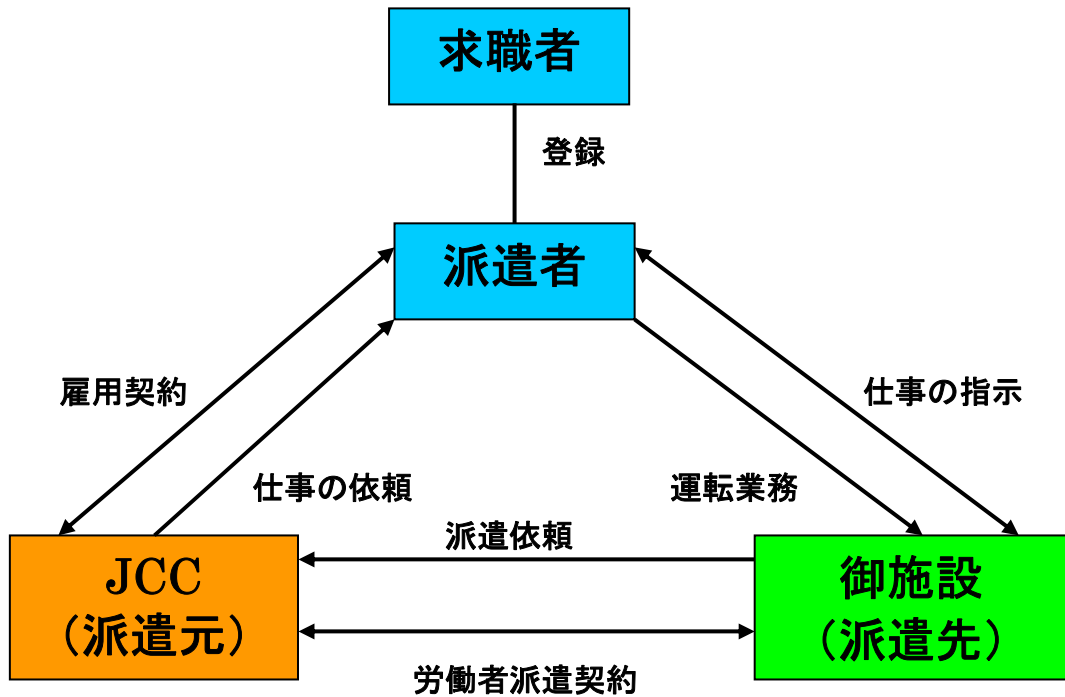 求職者
登録
派遣者
雇用契約
仕事の指示
仕事の依頼
運転業務
派遣依頼
JCC
（派遣元）
御施設
（派遣先）
労働者派遣契約